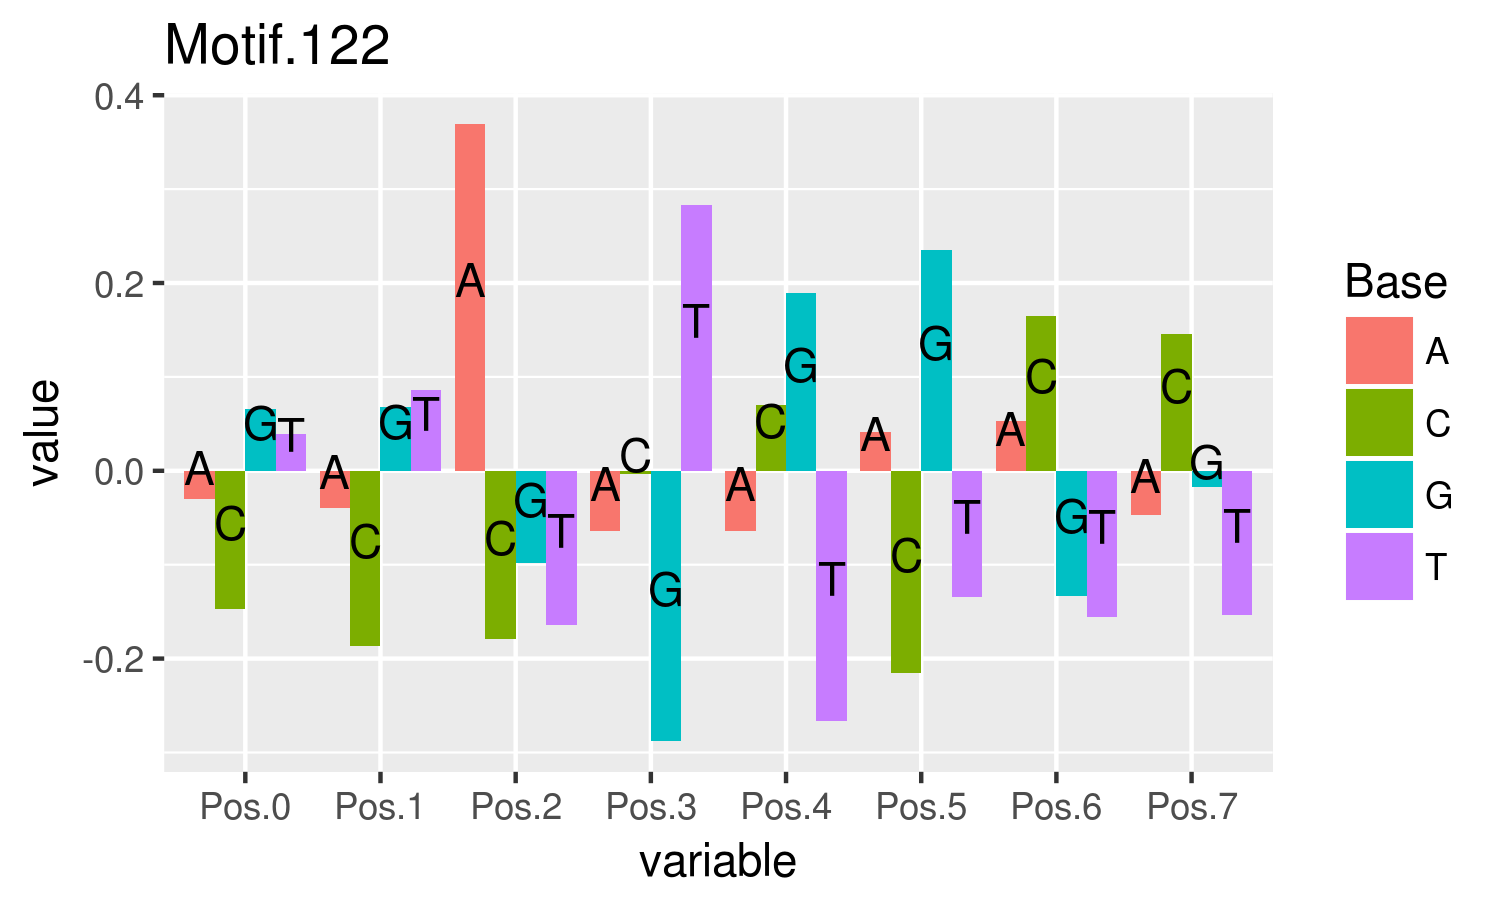 Motif.122
0.4
0.2
0.0
-0.2
value
A C G T A C G T A C G T A C G T A C G T A C G T A C G T A C G T
Pos.0 Pos.1 Pos.2 Pos.3 Pos.4 Pos.5 Pos.6 Pos.7
variable
Base
A
C
G
T